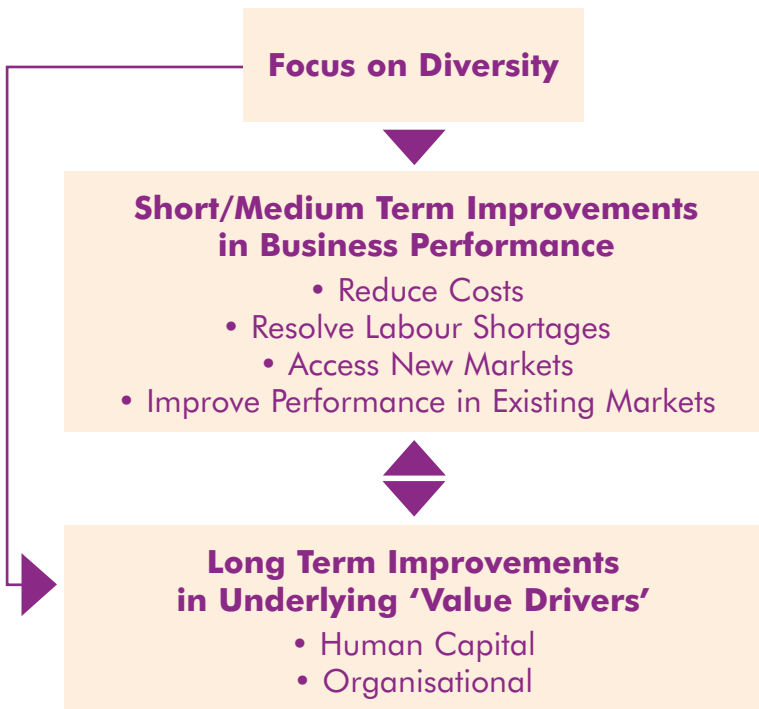 Focus on Diversity
Short/Medium Term Improvements
in Business Performance
• Reduce Costs
• Resolve Labour Shortages
• Access New Markets
• Improve Performance in Existing Markets
Long Term Improvements
in Underlying ‘Value Drivers’
• Human Capital
• Organisational